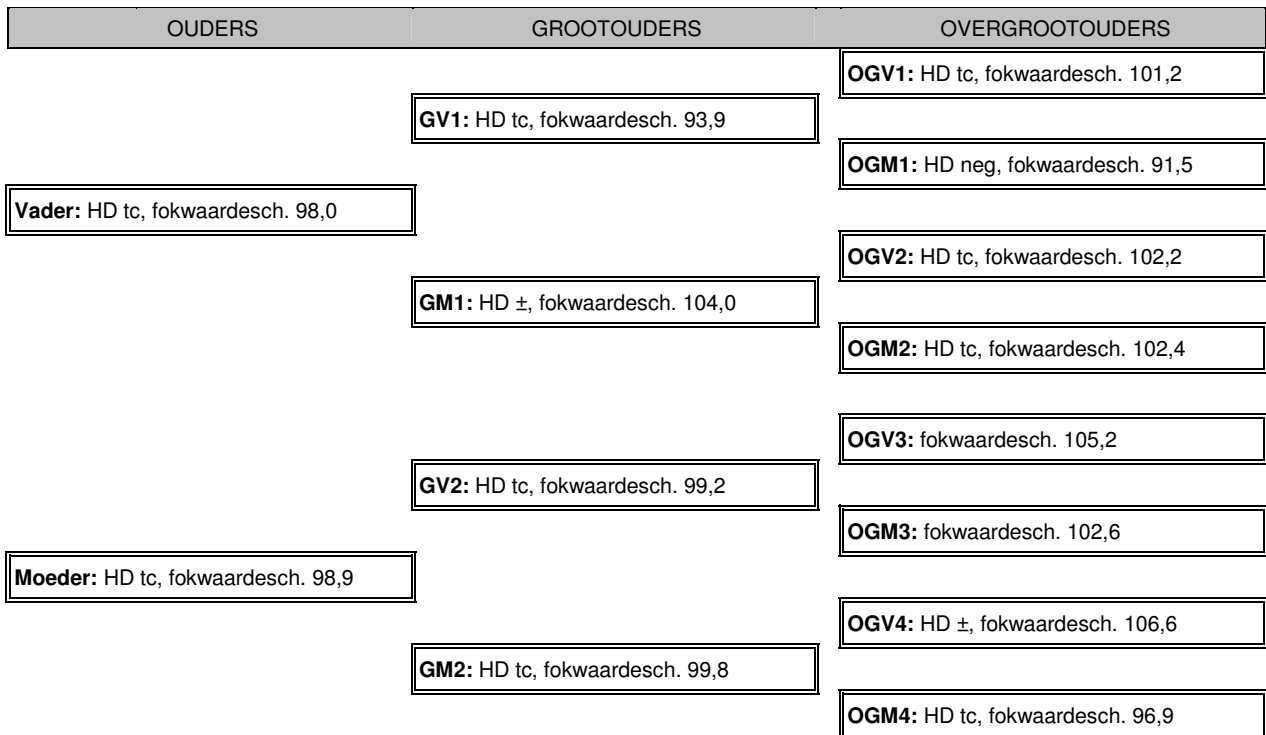 OUDERS GROOTOUDERS OVERGROOTOUDERS
OGV1: HD tc, fokwaardesch. 101,2
GV1: HD tc, fokwaardesch. 93,9
OGM1: HD neg, fokwaardesch. 91,5
Vader: HD tc, fokwaardesch. 98,0
OGV2: HD tc, fokwaardesch. 102,2
GM1: HD ±, fokwaardesch. 104,0
OGM2: HD tc, fokwaardesch. 102,4
OGV3: fokwaardesch. 105,2
GV2: HD tc, fokwaardesch. 99,2
OGM3: fokwaardesch. 102,6
Moeder: HD tc, fokwaardesch. 98,9
OGV4: HD ±, fokwaardesch. 106,6
GM2: HD tc, fokwaardesch. 99,8
OGM4: HD tc, fokwaardesch. 96,9